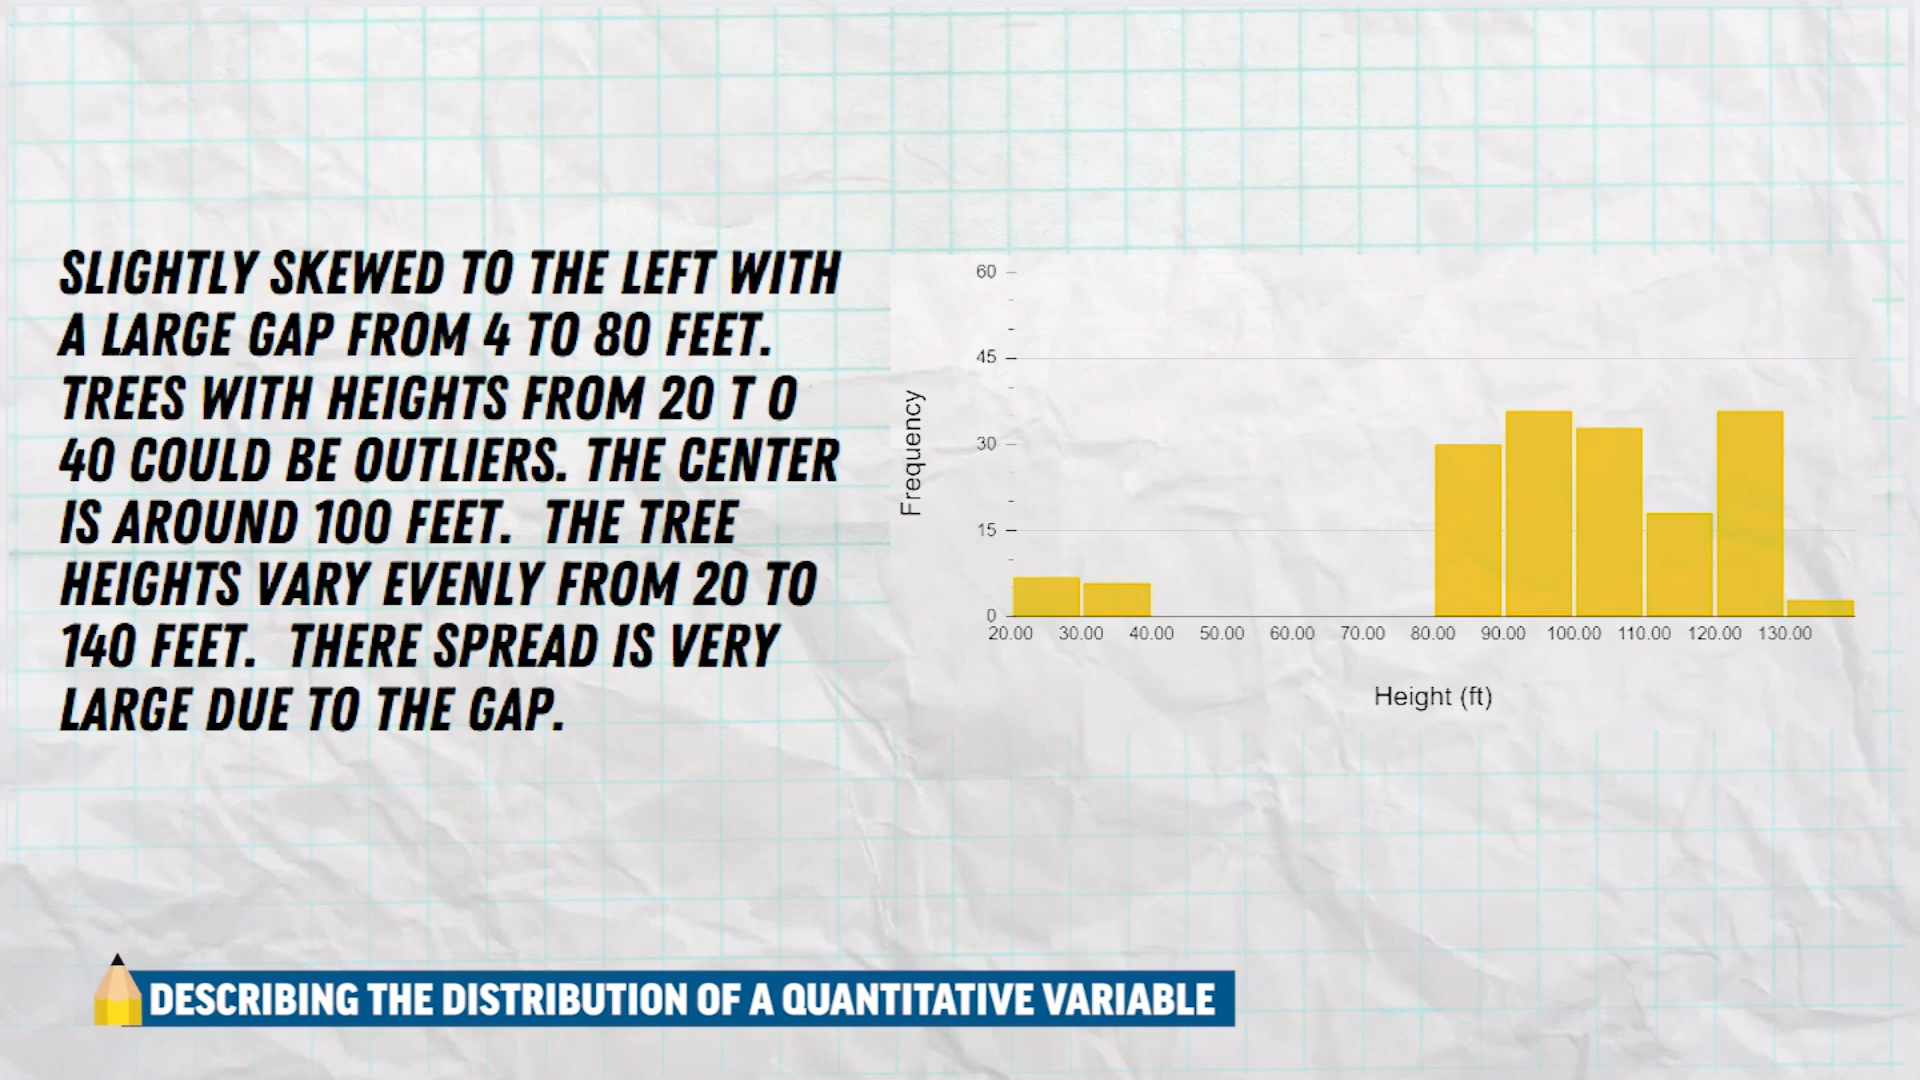 SLIGHTLY SKEWED TO THE LEFT WITH
A LARGE GAP FROM 4 TO 80 FEET.
TREES WITH HEIGHTS FROM 20 T O
40 COULD BE OUTLIERS. THE CENTER
IS AROUND 100 FEET. THE TREE
HEIGHTS VARY EVENLY FROM 20 TO
140 FEET. THERE SPREAD IS VERY
LARGE DUE TO THE GAP.
60
45
30
15
0
Frequency
20.00 30.00 40.00 50.00 60.00 70.00 80.00 90.00 100.00 110.00 120.00 130.00
Height (ft)
DESCRIBING THE DISTRIBUTION OF A QUANTITATIVE VARIABLE